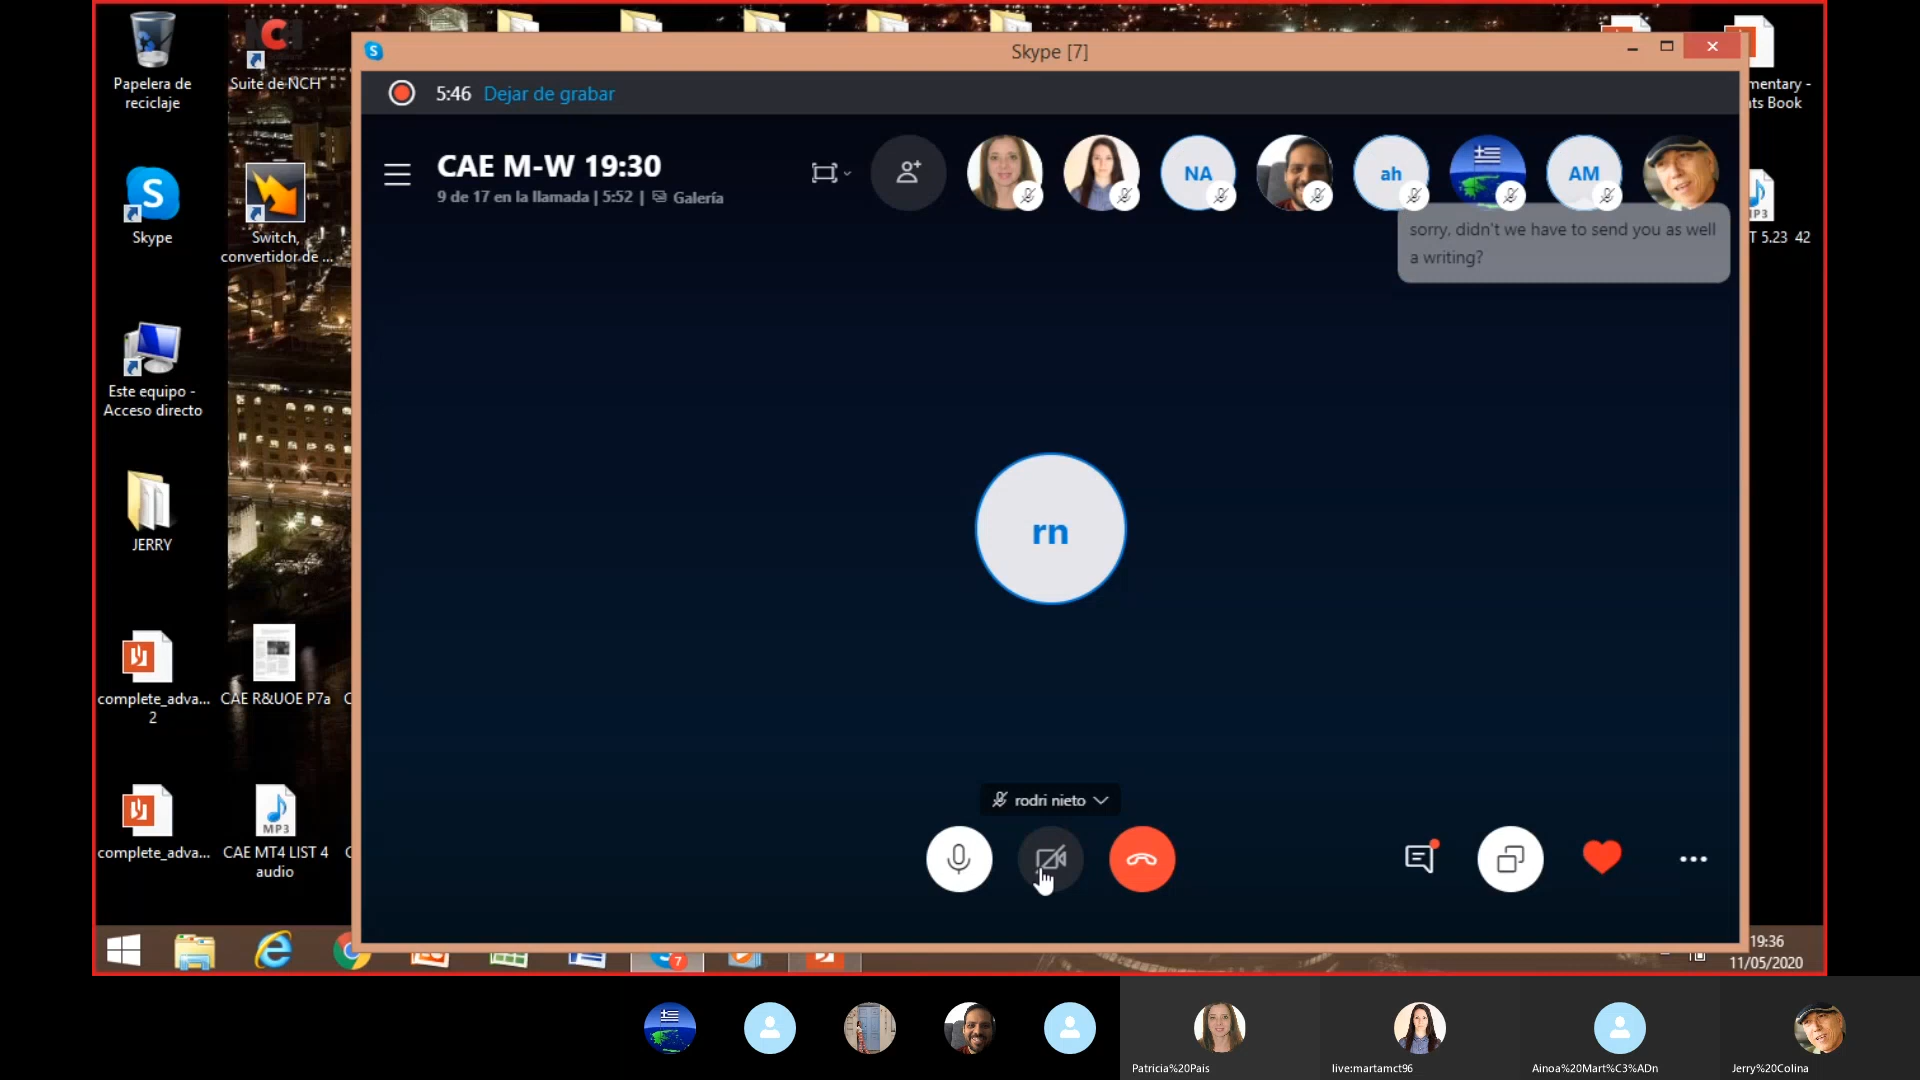 Papelera de
reciclaje
Suite de NCH
Skype
Switch,
convertidor de ...
Este equipo -
Acceso directo
JERRY
complete_adva...
2
CAE R&UOE P7a
complete_adva...
CAE MT4 LIST 4
audio
MP3
Skype [7]
5:46 Dejar de grabar
CAE M-W 19:30
9 de 17 en la llamada | 5:52 | Galería
NA
ah
AM
sorry, didn't we have to send you as well
a writing?
rn
rodri nieto
mentary -
ts Book
T 5.23 42
7
19:36
11/05/2020
Patricia%20Pais
live:martamct96
Ainoa%20Mart%C3%ADn
Jerry%20Colina